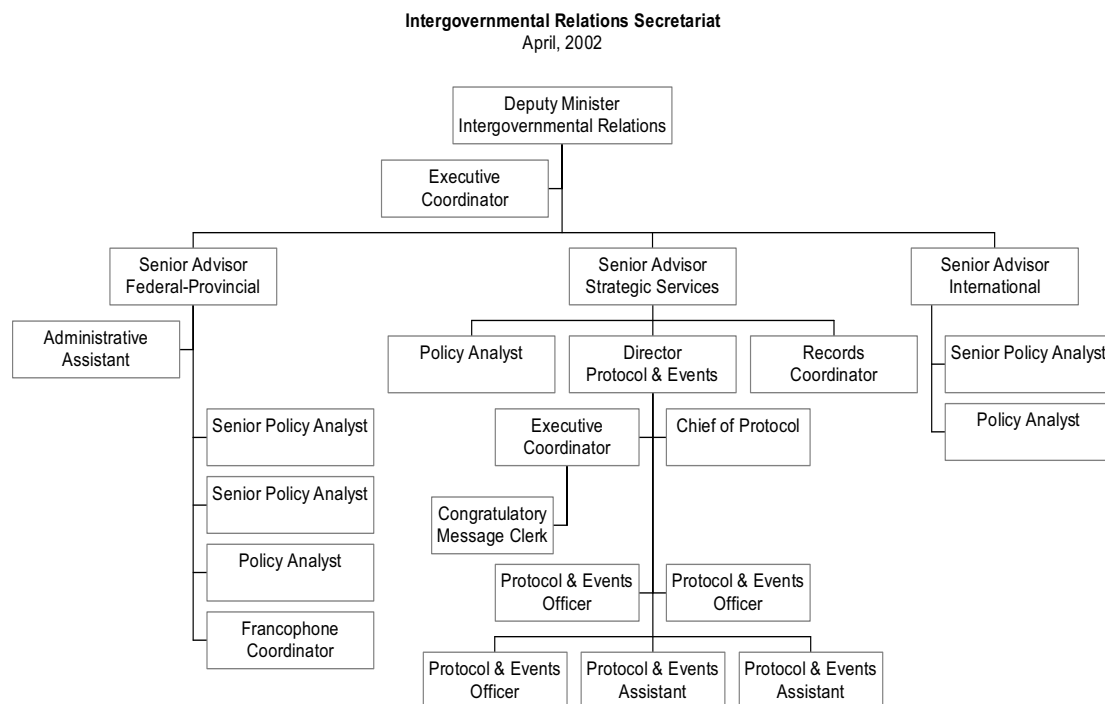 Intergovernmental Relations Secretariat
April, 2002
Deputy Minister
Intergovernmental Relations
Executive
Coordinator
Senior Advisor
Federal-Provincial
Senior Advisor
Strategic Services
Senior Advisor
International
Administrative
Assistant
Policy Analyst
Director
Protocol & Events
Records
Coordinator
Senior Policy Analyst
Policy Analyst
Senior Policy Analyst
Senior Policy Analyst
Policy Analyst
Francophone
Coordinator
Executive
Coordinator
Chief of Protocol
Congratulatory
Message Clerk
Protocol & Events
Officer
Protocol & Events
Officer
Protocol & Events
Officer
Protocol & Events
Assistant
Protocol & Events
Assistant